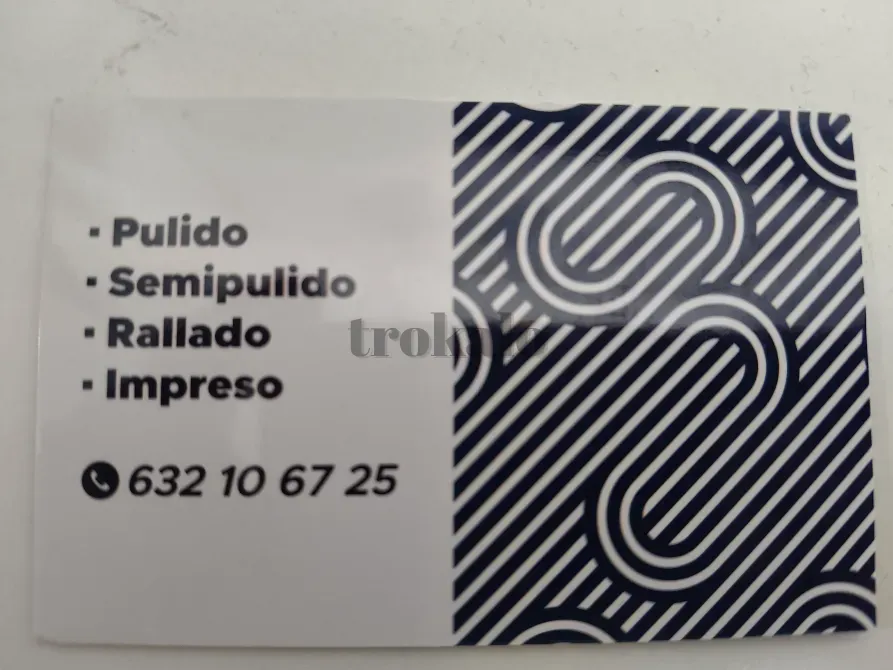 ▪ Pulido
▪ Semipulido
▪ Rallado
▪ Impreso
trokalo
632 10 67 25